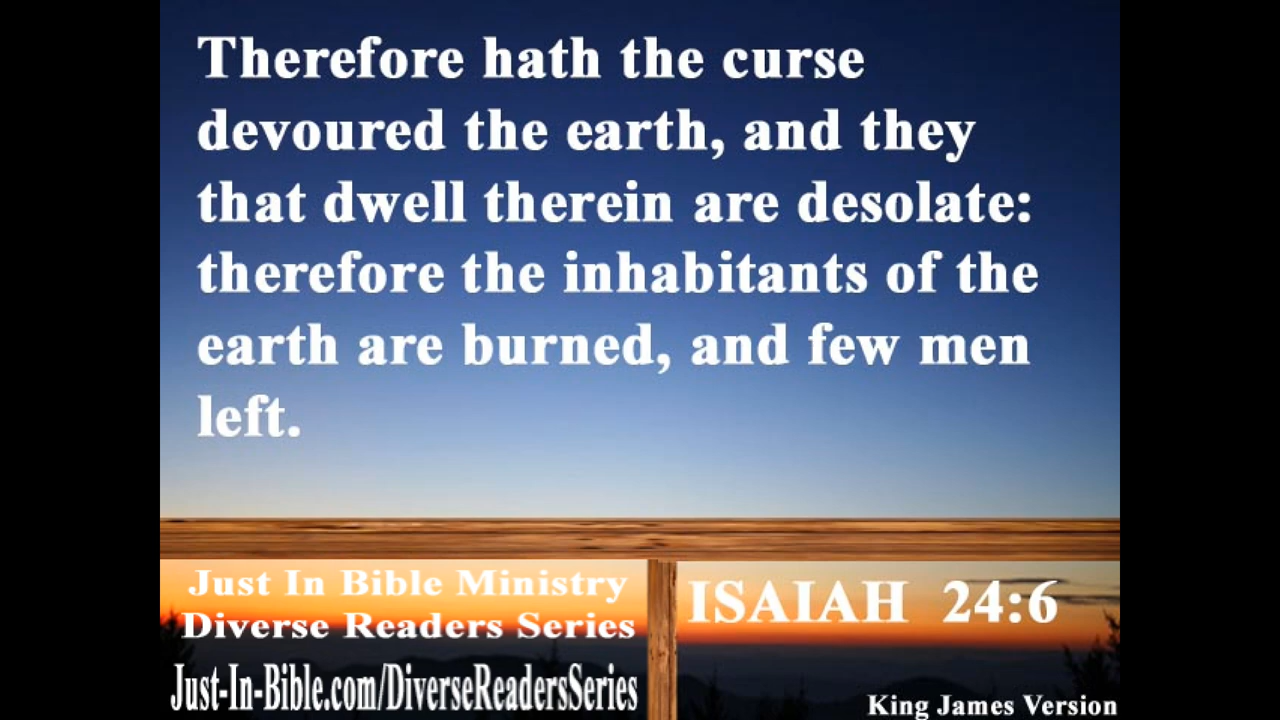 Therefore hath the curse
devoured the earth, and they
that dwell therein are desolate:
therefore the inhabitants of the
earth are burned, and few men
left.
Just In Bible Ministry
Diverse Readers Series
Just-In-Bible.com/DiverseReadersSeries
ISAIAH 24:6
King James Version